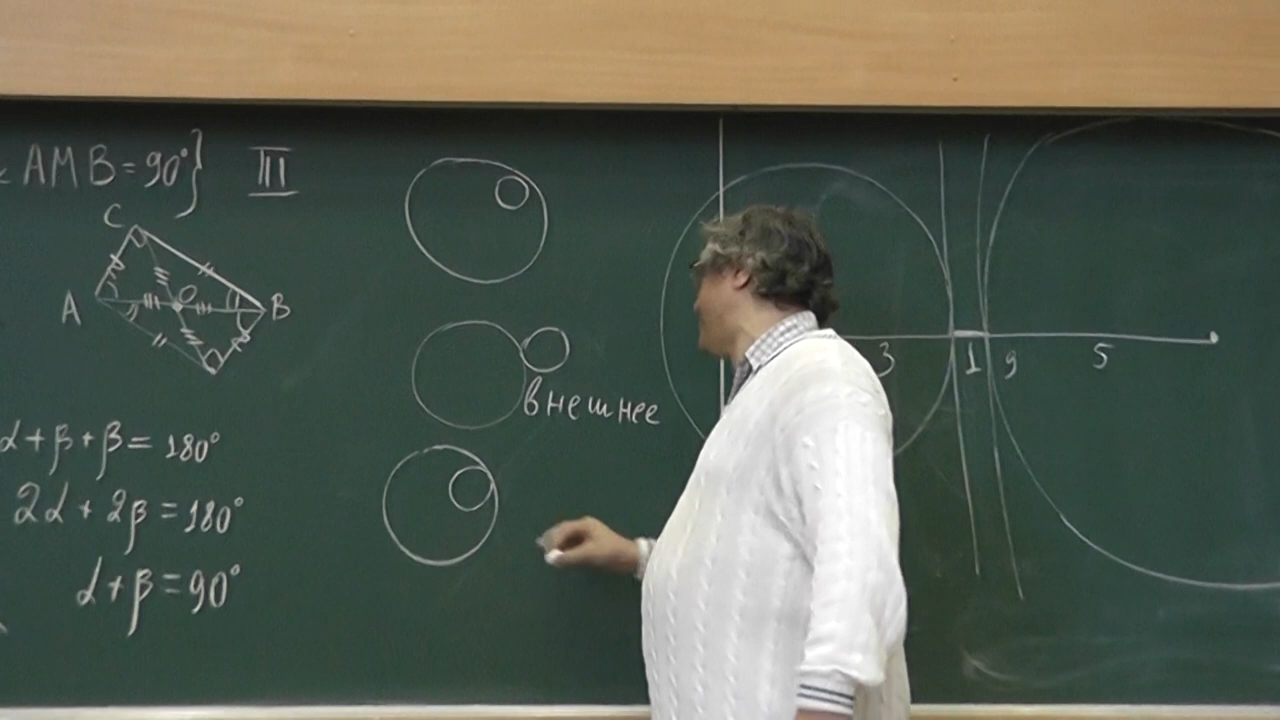 ∠AMB=90°} III
C
A
O
B
α+β+β=180°
2α+2β=180°
α+β=90°
внешнее
3
1
9
5